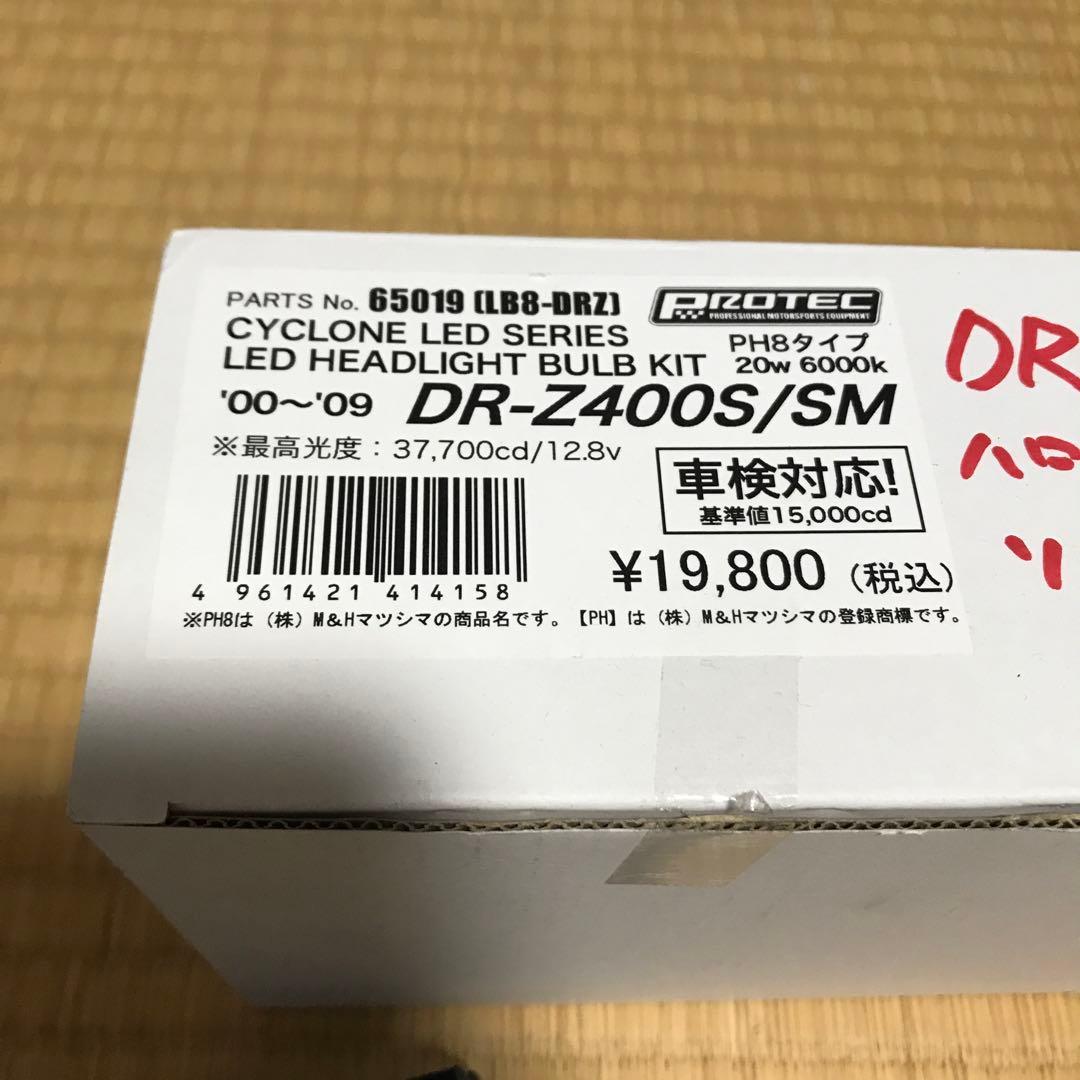 PARTS No. 65019 (LB8-DRZ)
PROTEC
PROFESSIONAL MOTORSPORTS EQUIPMENT
CYCLONE LED SERIES
PH8タイプ
LED HEADLIGHT BULB KIT
20w 6000k
'00～'09 DR-Z400S/SM
※最高光度：37,700cd/12.8v
車検対応!
基準値15,000cd
¥19,800（税込）
4 961421 414158
※PH8は（株）M&Hマツシマの商品名です。【PH】は（株）M&Hマツシマの登録商標です。
DR
ハロ
ソ